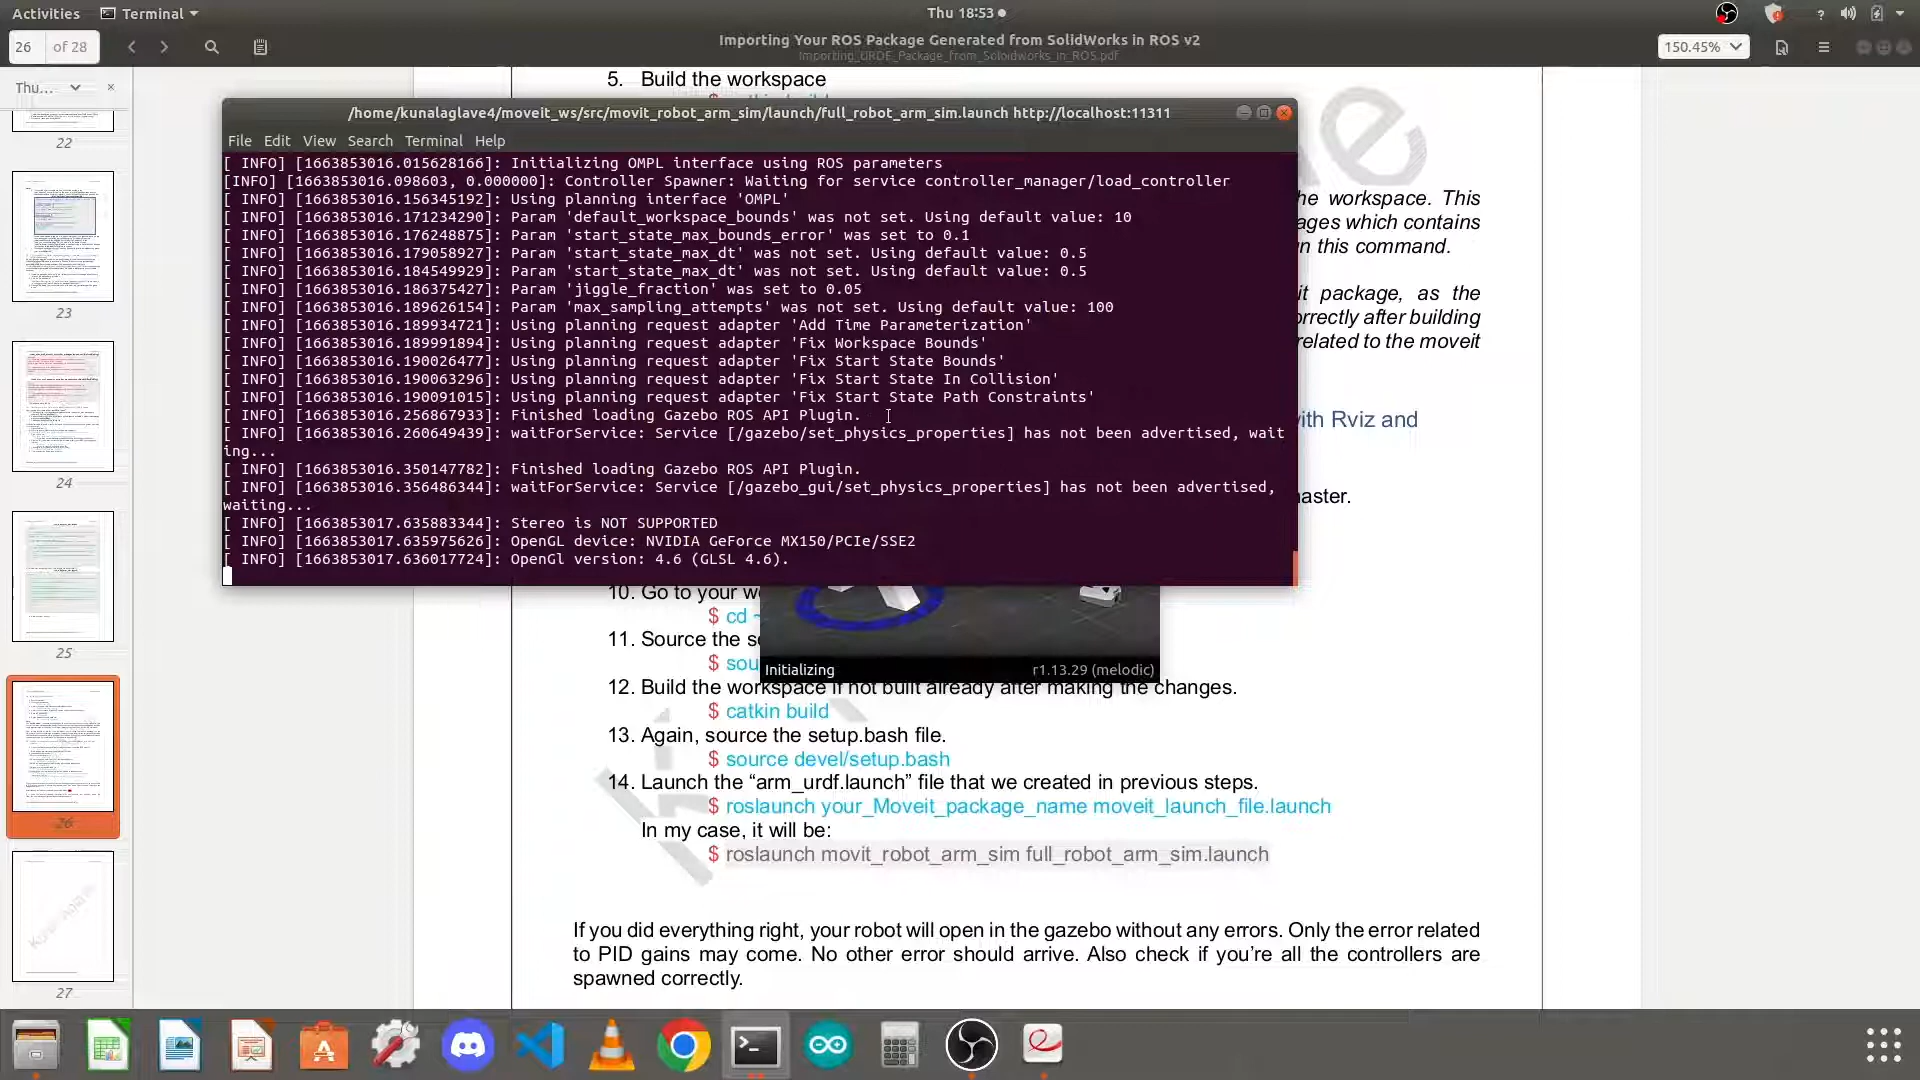 Activities
Terminal
Thu 18:53
26 of 28
Importing Your ROS Package Generated from SolidWorks in ROS v2
Importing_URDE_Package_from_Soloidworks_in_ROS.pdf
150.45%
Thu...
22
23
24
25
26
27
5. Build the workspace
/home/kunalaglave4/moveit_ws/src/movit_robot_arm_sim/launch/full_robot_arm_sim.launch http://localhost:11311
File Edit View Search Terminal Help
[ INFO] [1663853016.015628166]: Initializing OMPL interface using ROS parameters
[INFO] [1663853016.098603, 0.000000]: Controller Spawner: Waiting for service controller_manager/load_controller
[ INFO] [1663853016.156345192]: Using planning interface 'OMPL'
[ INFO] [1663853016.171234290]: Param 'default_workspace_bounds' was not set. Using default value: 10
[ INFO] [1663853016.176248875]: Param 'start_state_max_bounds_error' was set to 0.1
[ INFO] [1663853016.179058927]: Param 'start_state_max_dt' was not set. Using default value: 0.5
[ INFO] [1663853016.184549929]: Param 'start_state_max_dt' was not set. Using default value: 0.5
[ INFO] [1663853016.186375427]: Param 'jiggle_fraction' was set to 0.05
[ INFO] [1663853016.189626154]: Param 'max_sampling_attempts' was not set. Using default value: 100
[ INFO] [1663853016.189934721]: Using planning request adapter 'Add Time Parameterization'
[ INFO] [1663853016.189991894]: Using planning request adapter 'Fix Workspace Bounds'
[ INFO] [1663853016.190026477]: Using planning request adapter 'Fix Start State Bounds'
[ INFO] [1663853016.190063296]: Using planning request adapter 'Fix Start State In Collision'
[ INFO] [1663853016.190091015]: Using planning request adapter 'Fix Start State Path Constraints'
[ INFO] [1663853016.256867933]: Finished loading Gazebo ROS API Plugin.
[ INFO] [1663853016.260649439]: waitForService: Service [/gazebo/set_physics_properties] has not been advertised, wait
ing...
[ INFO] [1663853016.350147782]: Finished loading Gazebo ROS API Plugin.
[ INFO] [1663853016.356486344]: waitForService: Service [/gazebo_gui/set_physics_properties] has not been advertised,
waiting...
[ INFO] [1663853017.635883344]: Stereo is NOT SUPPORTED
[ INFO] [1663853017.635975626]: OpenGL device: NVIDIA GeForce MX150/PCIe/SSE2
[ INFO] [1663853017.636017724]: OpenGl version: 4.6 (GLSL 4.6).
he workspace. This
ages which contains
n this command.
it package, as the
orrectly after building
related to the moveit
ith Rviz and
aster.
10. Go to your w
$ cd ~
11. Source the s
$ sou
Initializing
r1.13.29 (melodic)
12. Build the workspace if not built already after making the changes.
$ catkin build
13. Again, source the setup.bash file.
$ source devel/setup.bash
14. Launch the “arm_urdf.launch” file that we created in previous steps.
$ roslaunch your_Moveit_package_name moveit_launch_file.launch
In my case, it will be:
$ roslaunch movit_robot_arm_sim full_robot_arm_sim.launch
If you did everything right, your robot will open in the gazebo without any errors. Only the error related
to PID gains may come. No other error should arrive. Also check if you’re all the controllers are
spawned correctly.